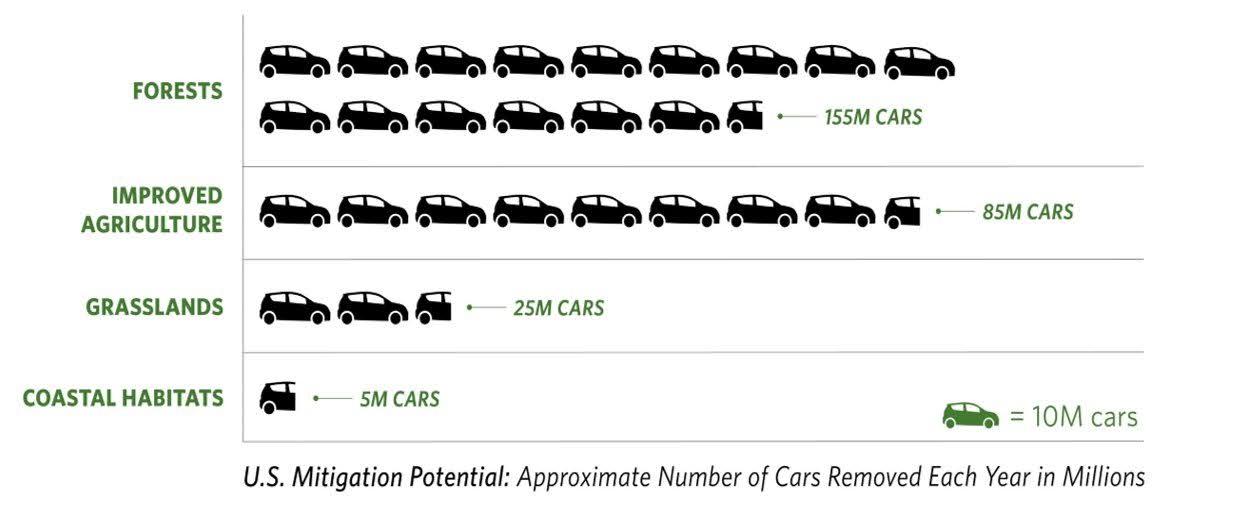 FORESTS
155M CARS
IMPROVED
AGRICULTURE
85M CARS
GRASSLANDS
25M CARS
COASTAL HABITATS
5M CARS
= 10M cars
U.S. Mitigation Potential: Approximate Number of Cars Removed Each Year in Millions